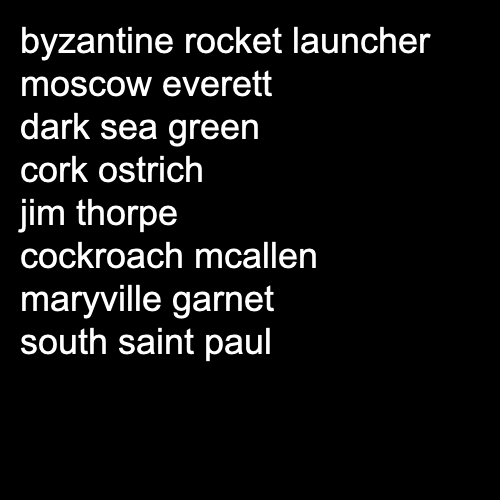 byzantine rocket launcher
moscow everett
dark sea green
cork ostrich
jim thorpe
cockroach mcallen
maryville garnet
south saint paul